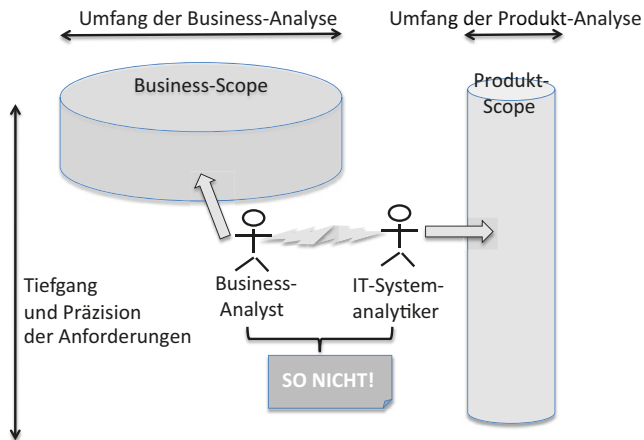 Umfang der Business-Analyse
Umfang der Produkt-Analyse
Business-Scope
Produkt-
Scope
Tiefgang
und Präzision
der Anforderungen
Business-
Analyst
IT-System-
analytiker
SO NICHT!